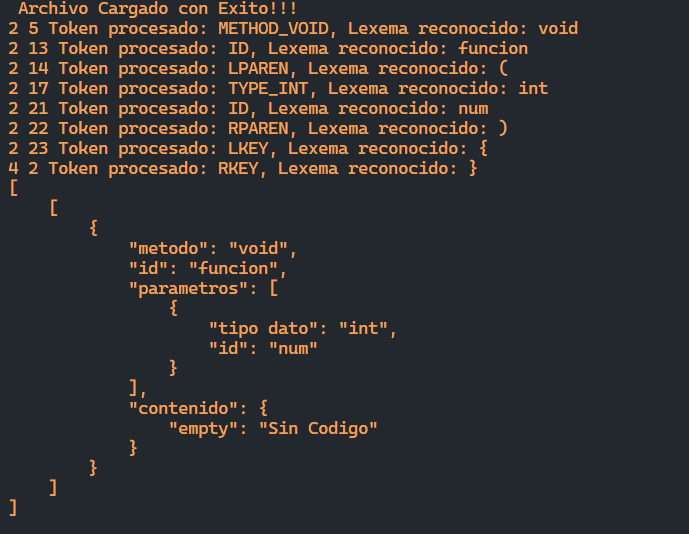 Archivo Cargado con Exito!!!
2 5 Token procesado: METHOD_VOID, Lexema reconocido: void
2 13 Token procesado: ID, Lexema reconocido: funcion
2 14 Token procesado: LPAREN, Lexema reconocido: (
2 17 Token procesado: TYPE_INT, Lexema reconocido: int
2 21 Token procesado: ID, Lexema reconocido: num
2 22 Token procesado: RPAREN, Lexema reconocido: )
2 23 Token procesado: LKEY, Lexema reconocido: {
4 2 Token procesado: RKEY, Lexema reconocido: }
[
    [
        {
            "metodo": "void",
            "id": "funcion",
            "parametros": [
                {
                    "tipo dato": "int",
                    "id": "num"
                }
            ],
            "contenido": {
                "empty": "Sin Codigo"
            }
        }
    ]
]